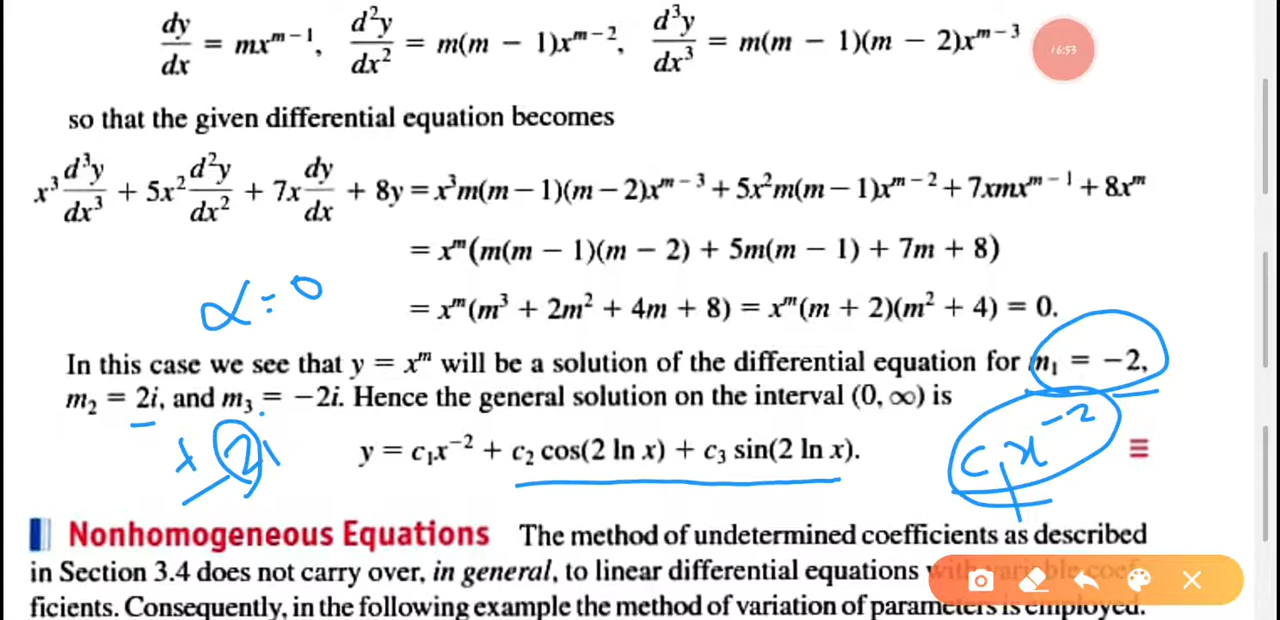 dy/dx = mx^(m − 1), d²y/dx² = m(m − 1)x^(m − 2), d³y/dx³ = m(m − 1)(m − 2)x^(m − 3)
16:53
so that the given differential equation becomes
x³ d³y/dx³ + 5x² d²y/dx² + 7x dy/dx + 8y = x³m(m − 1)(m − 2)x^(m − 3) + 5x²m(m − 1)x^(m − 2) + 7xmx^(m − 1) + 8x^m
= x^m(m(m − 1)(m − 2) + 5m(m − 1) + 7m + 8)
α = 0
= x^m(m³ + 2m² + 4m + 8) = x^m(m + 2)(m² + 4) = 0.
In this case we see that y = x^m will be a solution of the differential equation for m₁ = −2,
m₂ = 2i, and m₃ = −2i. Hence the general solution on the interval (0, ∞) is
y = c₁x⁻² + c₂ cos(2 ln x) + c₃ sin(2 ln x).
c₁x⁻²
Nonhomogeneous Equations The method of undetermined coefficients as described
in Section 3.4 does not carry over, in general, to linear differential equations with variable coef-
ficients. Consequently, in the following example the method of variation of parameters is employed.